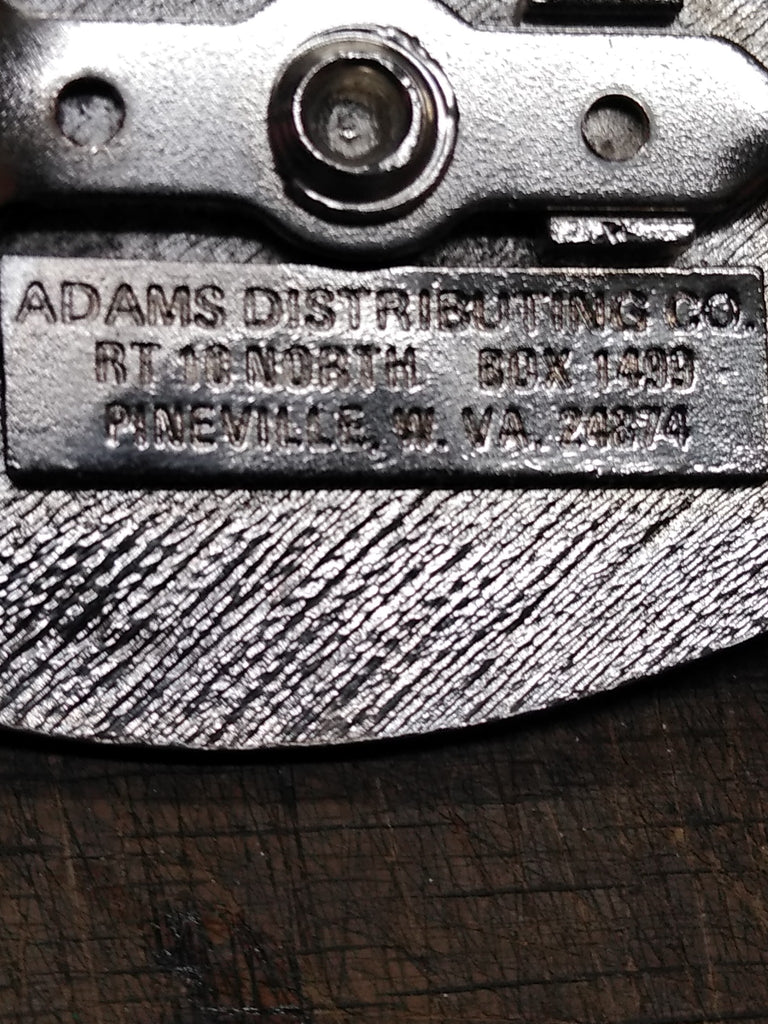 ADAMS DISTRIBUTING CO.
RT 10 NORTH BOX 1499
PINEVILLE, W. VA. 24874